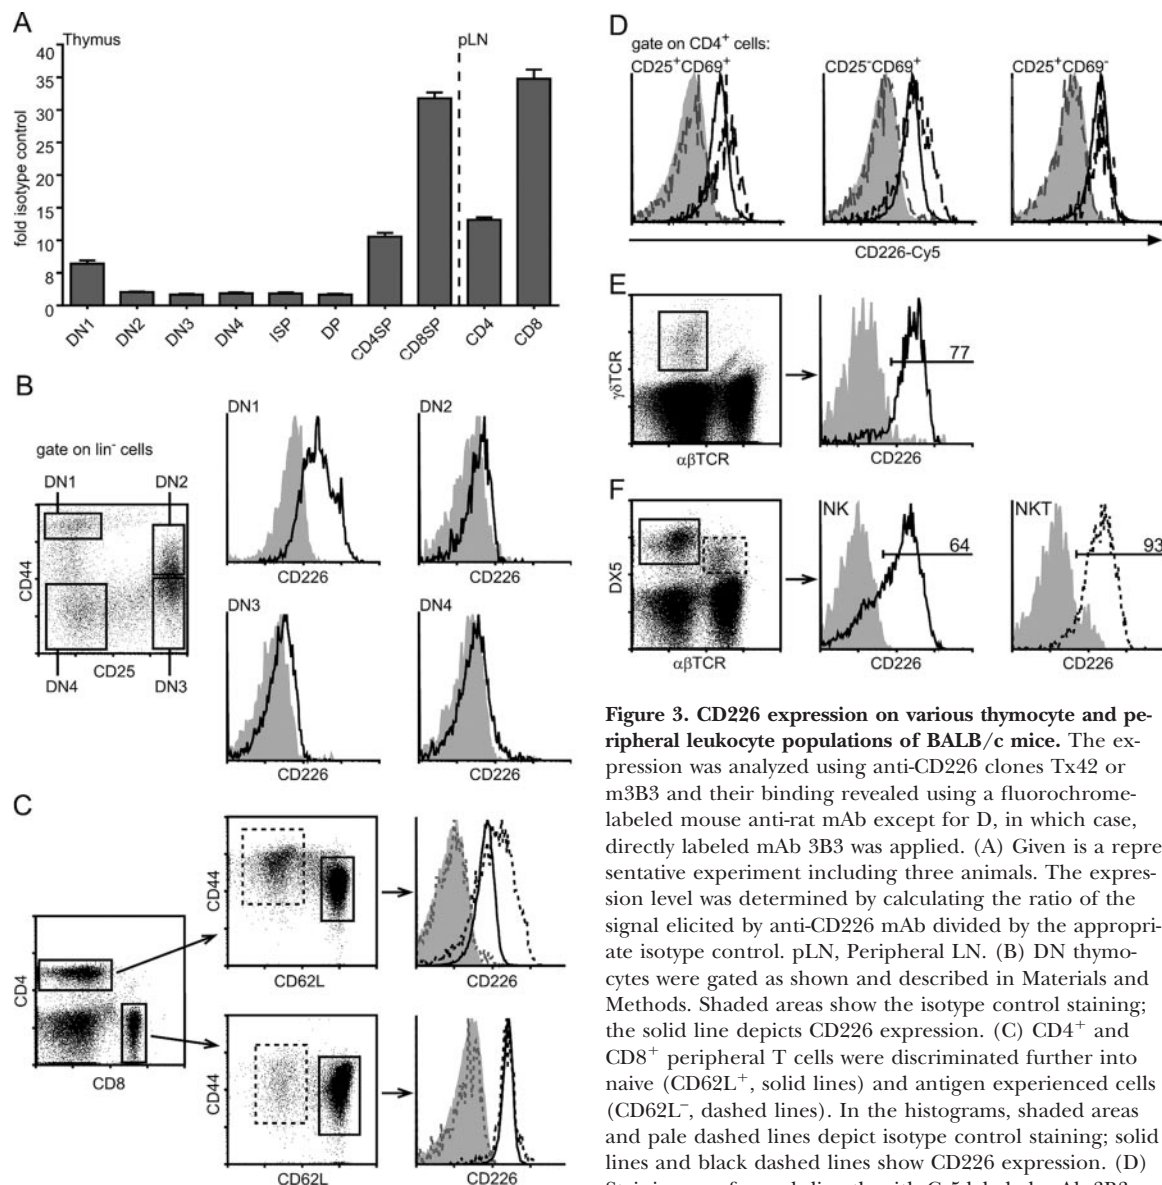 A
Thymus
pLN
fold isotype control
40
35
30
35
30
15
10
8
0
DN1
DN2
DN3
DN4
ISP
DP
CD4SP
CD8SP
CD4
CD8
B
gate on lin⁻ cells
DN1
DN2
CD44
CD25
DN4
DN3
DN1
CD226
DN2
CD226
DN3
CD226
DN4
CD226
C
CD4
CD8
CD44
CD62L
CD226
CD44
CD62L
CD226
D
gate on CD4⁺ cells:
CD25⁺CD69⁺
CD25⁻CD69⁺
CD25⁺CD69⁻
CD226-Cy5
E
γδTCR
αβTCR
77
CD226
F
DX5
αβTCR
NK
64
CD226
NKT
93
CD226
Figure 3. CD226 expression on various thymocyte and pe-
ripheral leukocyte populations of BALB/c mice. The ex-
pression was analyzed using anti-CD226 clones Tx42 or
m3B3 and their binding revealed using a fluorochrome-
labeled mouse anti-rat mAb except for D, in which case,
directly labeled mAb 3B3 was applied. (A) Given is a repre
sentative experiment including three animals. The expres-
sion level was determined by calculating the ratio of the
signal elicited by anti-CD226 mAb divided by the appropri-
ate isotype control. pLN, Peripheral LN. (B) DN thymo-
cytes were gated as shown and described in Materials and
Methods. Shaded areas show the isotype control staining;
the solid line depicts CD226 expression. (C) CD4⁺ and
CD8⁺ peripheral T cells were discriminated further into
naive (CD62L⁺, solid lines) and antigen experienced cells
(CD62L⁻, dashed lines). In the histograms, shaded areas
and pale dashed lines depict isotype control staining; solid
lines and black dashed lines show CD226 expression. (D)